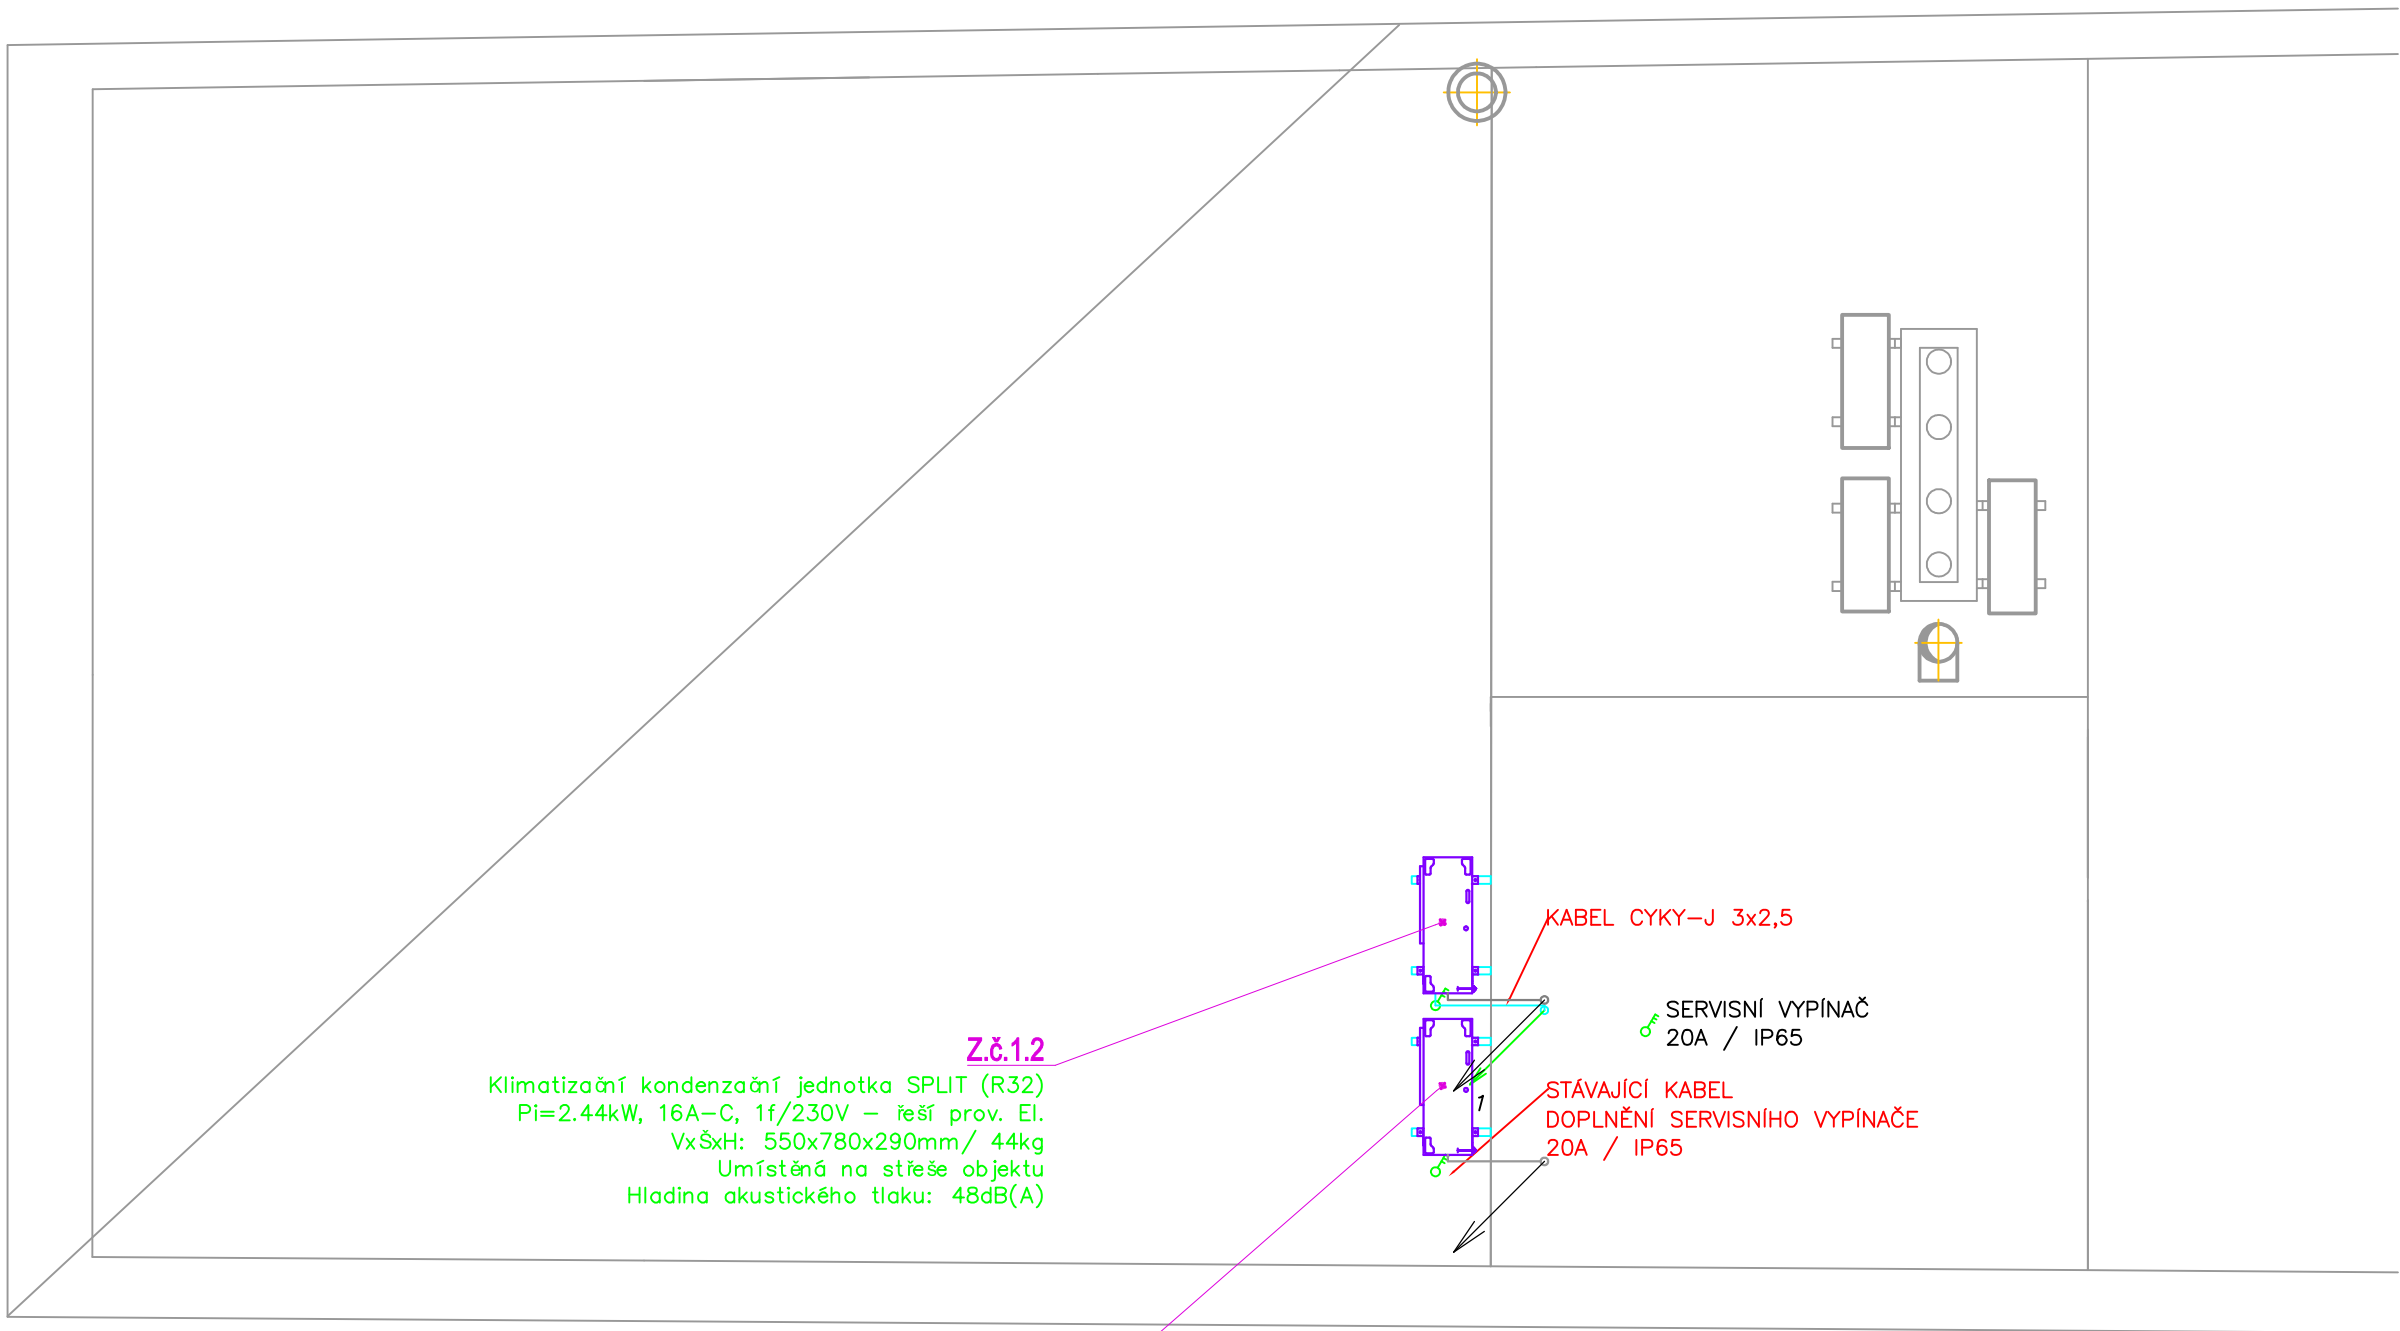 KABEL CYKY-J 3x2,5
SERVISNÍ VYPÍNAČ
20A / IP65
Z.č.1.2
Klimatizační kondenzační jednotka SPLIT (R32)
Pi=2.44kW, 16A-C, 1f/230V - řeší prov. El.
VxŠxH: 550x780x290mm/ 44kg
Umístěná na střeše objektu
Hladina akustického tlaku: 48dB(A)
1
STÁVAJÍCÍ KABEL
DOPLNĚNÍ SERVISNÍHO VYPÍNAČE
20A / IP65